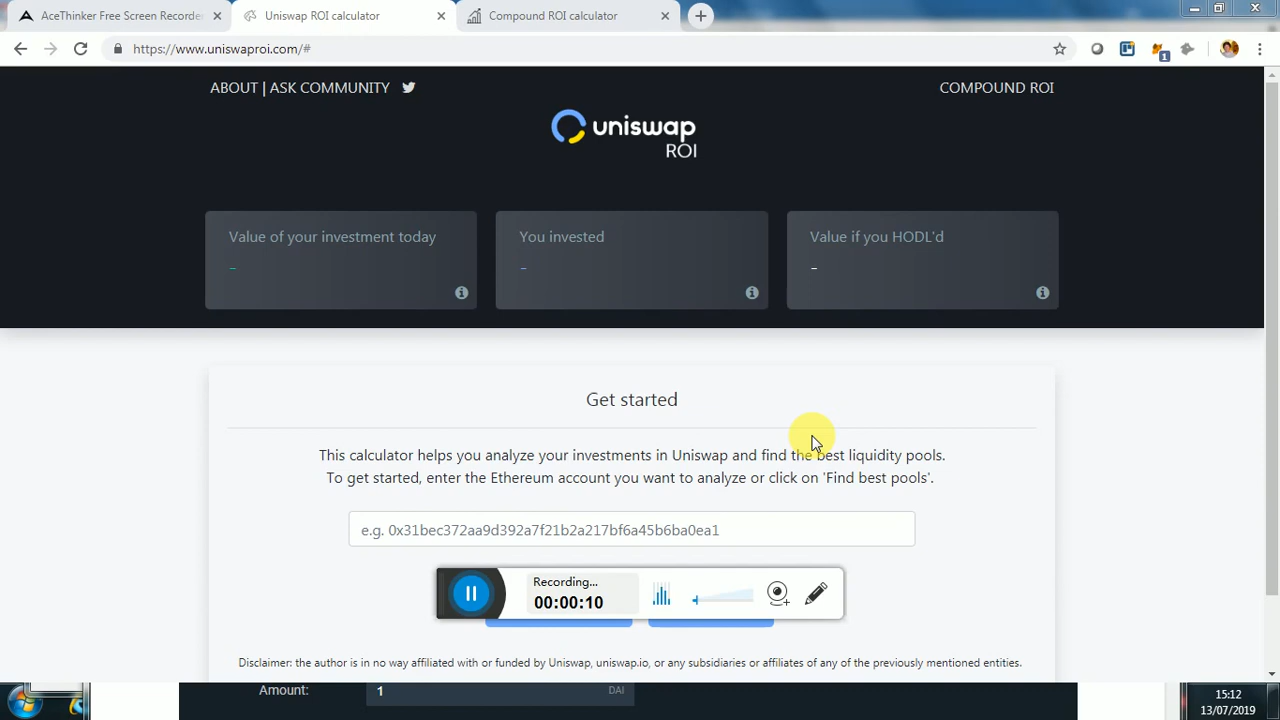 AceThinker Free Screen Recorder
Uniswap ROI calculator
Compound ROI calculator
https://www.uniswaproi.com/#
1
ABOUT | ASK COMMUNITY
COMPOUND ROI
uniswap
ROI
Value of your investment today
-
You invested
-
Value if you HODL'd
-
Get started
This calculator helps you analyze your investments in Uniswap and find the best liquidity pools.
To get started, enter the Ethereum account you want to analyze or click on 'Find best pools'.
e.g. 0x31bec372aa9d392a7f21b2a217bf6a45b6ba0ea1
Recording...
00:00:10
Disclaimer: the author is in no way affiliated with or funded by Uniswap, uniswap.io, or any subsidiaries or affiliates of any of the previously mentioned entities.
Amount:
1
DAI
15:12
13/07/2019